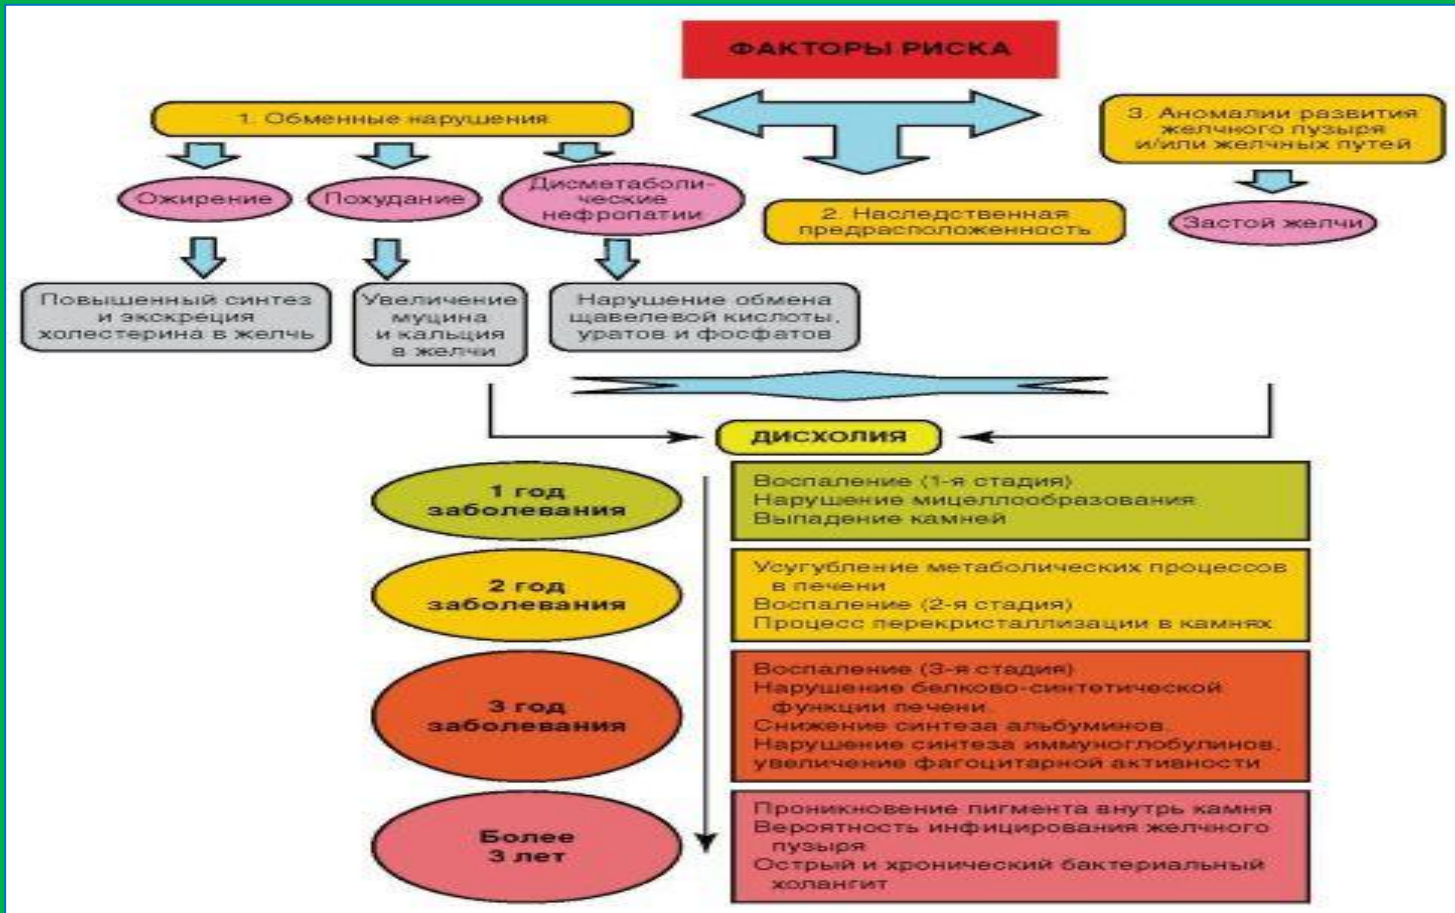 ФАКТОРЫ РИСКА
1. Обменные нарушения
Ожирение
Похудание
Дисметаболи-
ческие
нефропатии
2. Наследственная
предрасположенность
3. Аномалии развития
желчного пузыря
и/или желчных путей
Застой желчи
Повышенный синтез
и экскреция
холестерина в желчь
Увеличение
муцина
и кальция
в желчи
Нарушение обмена
щавелевой кислоты,
уратов и фосфатов
ДИСХОЛИЯ
1 год
заболевания
Воспаление (1-я стадия)
Нарушение мицеллообразования
Выпадение камней
2 год
заболевания
Усугубление метаболических процессов
в печени
Воспаление (2-я стадия)
Процесс перекристаллизации в камнях
3 год
заболевания
Воспаление (3-я стадия)
Нарушение белково-синтетической
функции печени.
Снижение синтеза альбуминов.
Нарушение синтеза иммуноглобулинов,
увеличение фагоцитарной активности
Более
3 лет
Проникновение пигмента внутрь камня
Вероятность инфицирования желчного
пузыря
Острый и хронический бактериальный
холангит